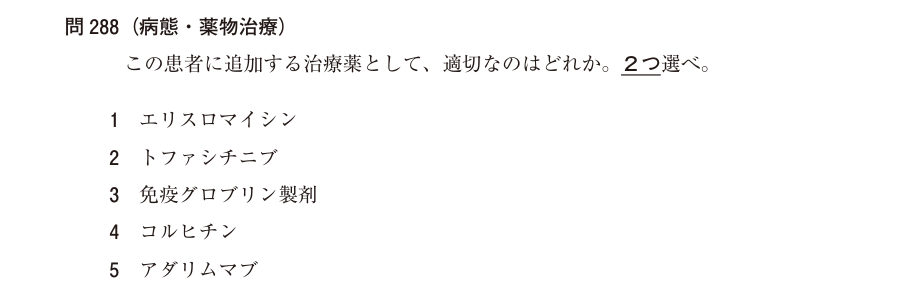 問 288（病態・薬物治療）
この患者に追加する治療薬として、適切なのはどれか。２つ選べ。
1 エリスロマイシン
2 トファシチニブ
3 免疫グロブリン製剤
4 コルヒチン
5 アダリムマブ